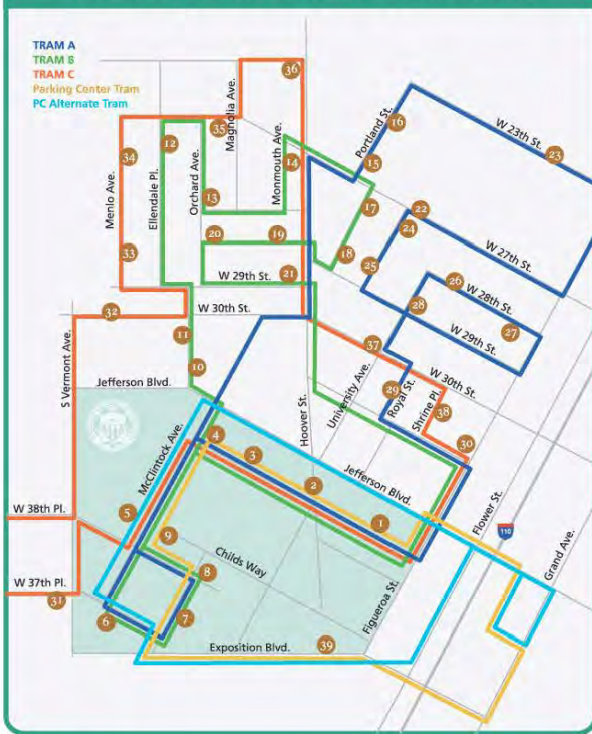 TRAM A
TRAM B
TRAM C
Parking Center Tram
PC Alternate Tram
36
Magnolia Ave.
35
34
Menlo Ave.
12
Ellendale Pl.
Orchard Ave.
13
Monmouth Ave.
14
Portland St.
16
15
W 23th St.
23
17
22
24
20
19
18
25
W 27th St.
33
W 29th St.
21
26
W 28th St.
27
28
W 29th St.
32
W 30th St.
S Vermont Ave.
11
10
37
W 30th St.
Jefferson Blvd.
Hoover St.
University Ave.
29
Royal St.
Shrine Pl.
38
30
McClintock Ave.
4
3
2
1
Jefferson Blvd.
Flower St.
110
Grand Ave.
W 38th Pl.
5
9
Childs Way
8
W 37th Pl.
31
6
7
Figueroa St.
Exposition Blvd.
39